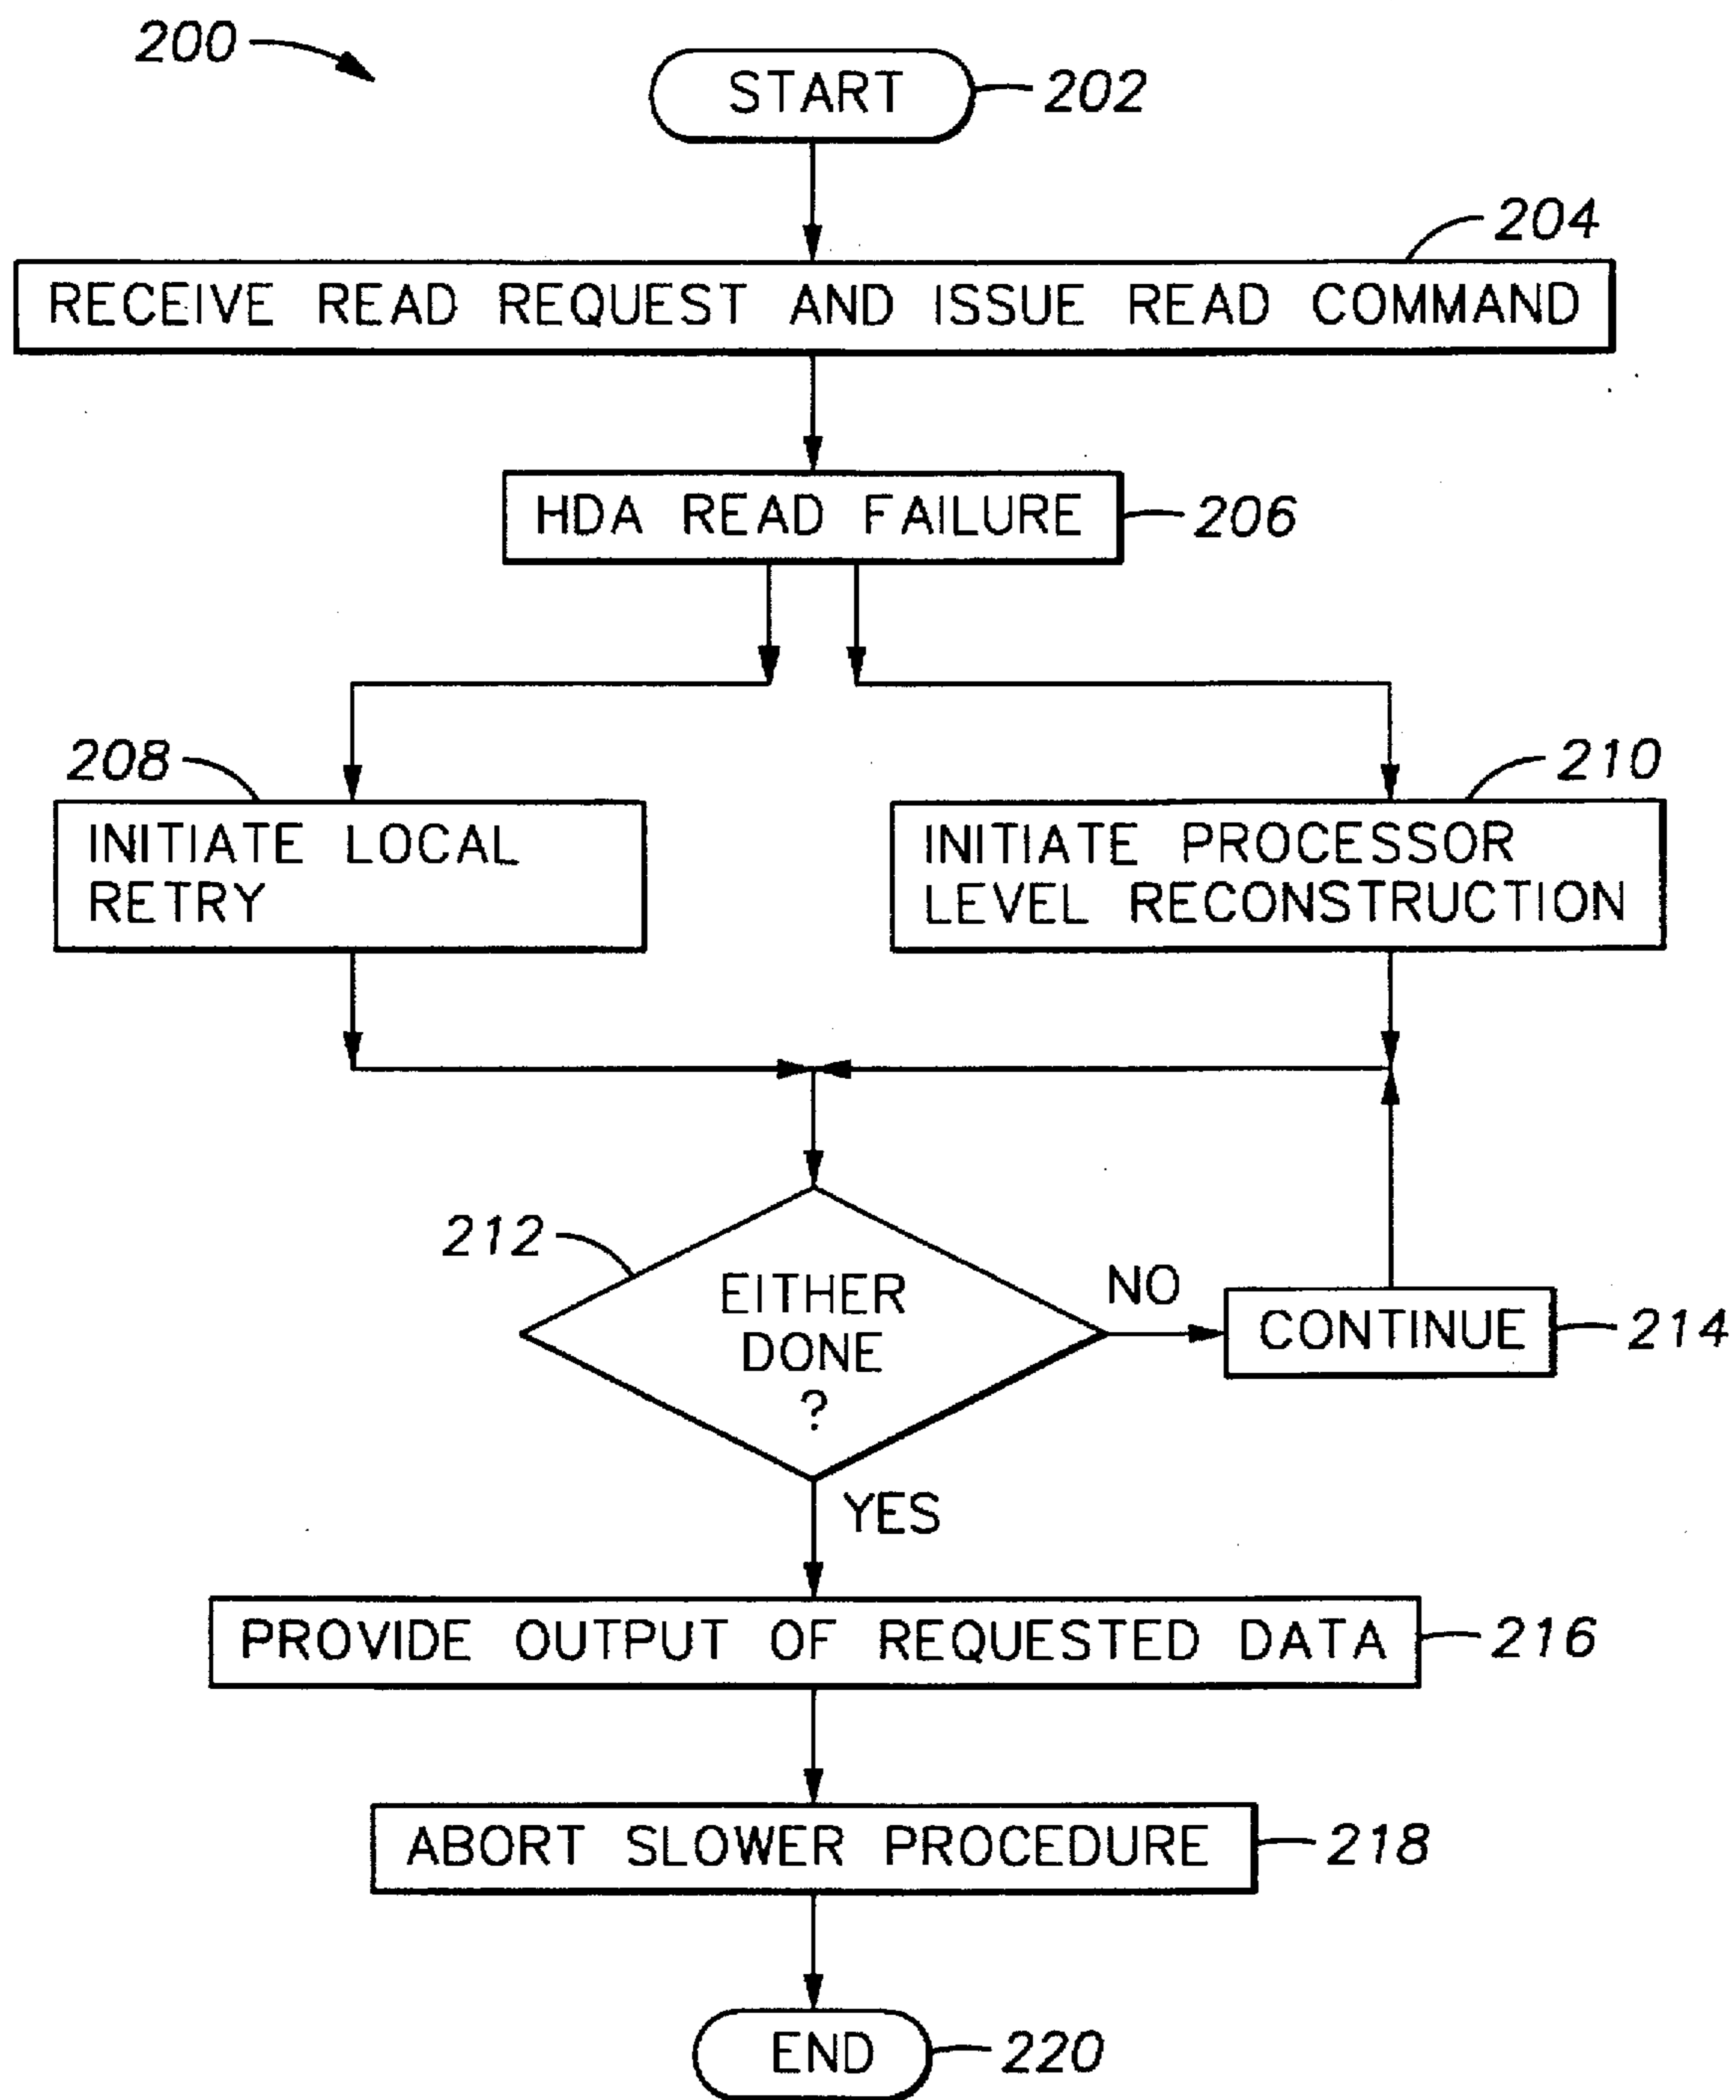 200
START
202
204
RECEIVE READ REQUEST AND ISSUE READ COMMAND
HDA READ FAILURE
206
208
210
INITIATE LOCAL
RETRY
INITIATE PROCESSOR
LEVEL RECONSTRUCTION
212
EITHER
DONE
?
NO
CONTINUE
214
YES
PROVIDE OUTPUT OF REQUESTED DATA
216
ABORT SLOWER PROCEDURE
218
END
220